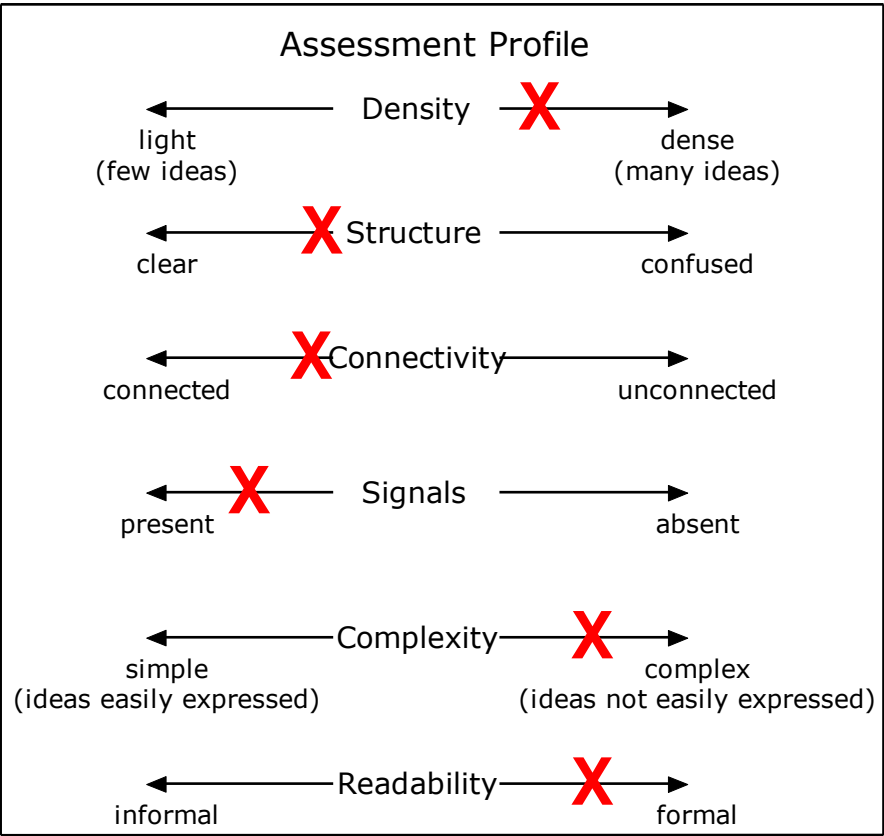 Assessment Profile
X
Density
light
(few ideas)
dense
(many ideas)
X
Structure
clear
confused
X
Connectivity
connected
unconnected
X
Signals
present
absent
X
Complexity
simple
(ideas easily expressed)
complex
(ideas not easily expressed)
X
Readability
informal
formal